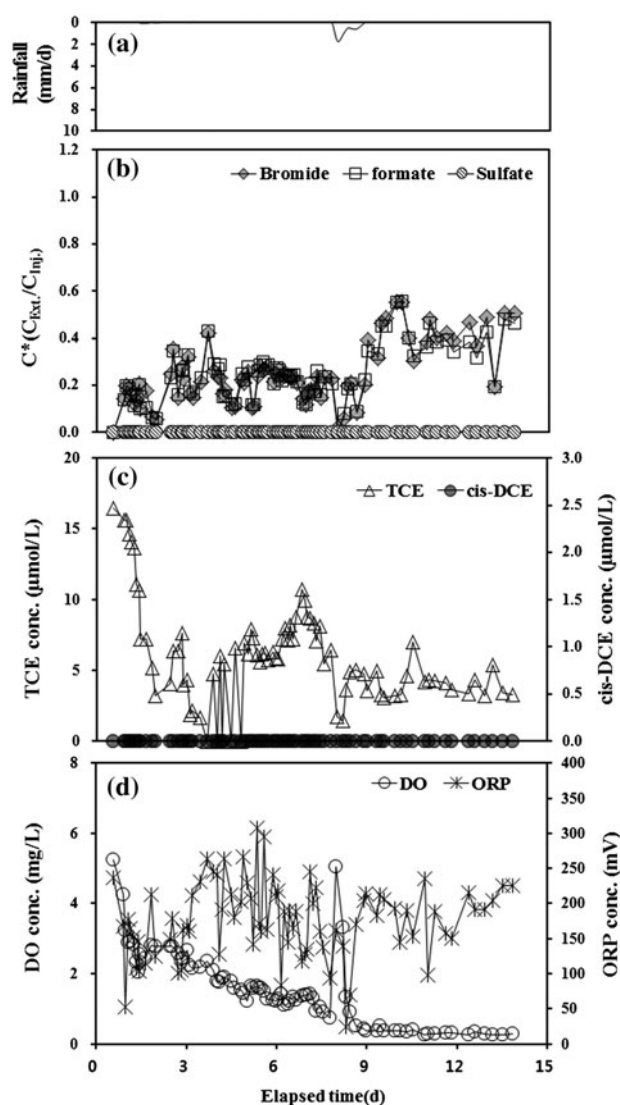 0
2
4
6
8
10
Rainfall
(mm/d)
(a)
1.2
1.0
0.8
0.6
0.4
0.2
0.0
C*(C_Ext./C_Inj.)
(b)
Bromide formate Sulfate
20
15
10
5
0
TCE conc. (μmol/L)
(c)
TCE cis-DCE
3.0
2.5
2.0
1.5
1.0
0.5
0.0
cis-DCE conc. (μmol/L)
8
6
4
2
0
DO conc. (mg/L)
(d)
DO ORP
400
350
300
250
200
150
100
50
0
ORP conc. (mV)
0 3 6 9 12 15
Elapsed time(d)